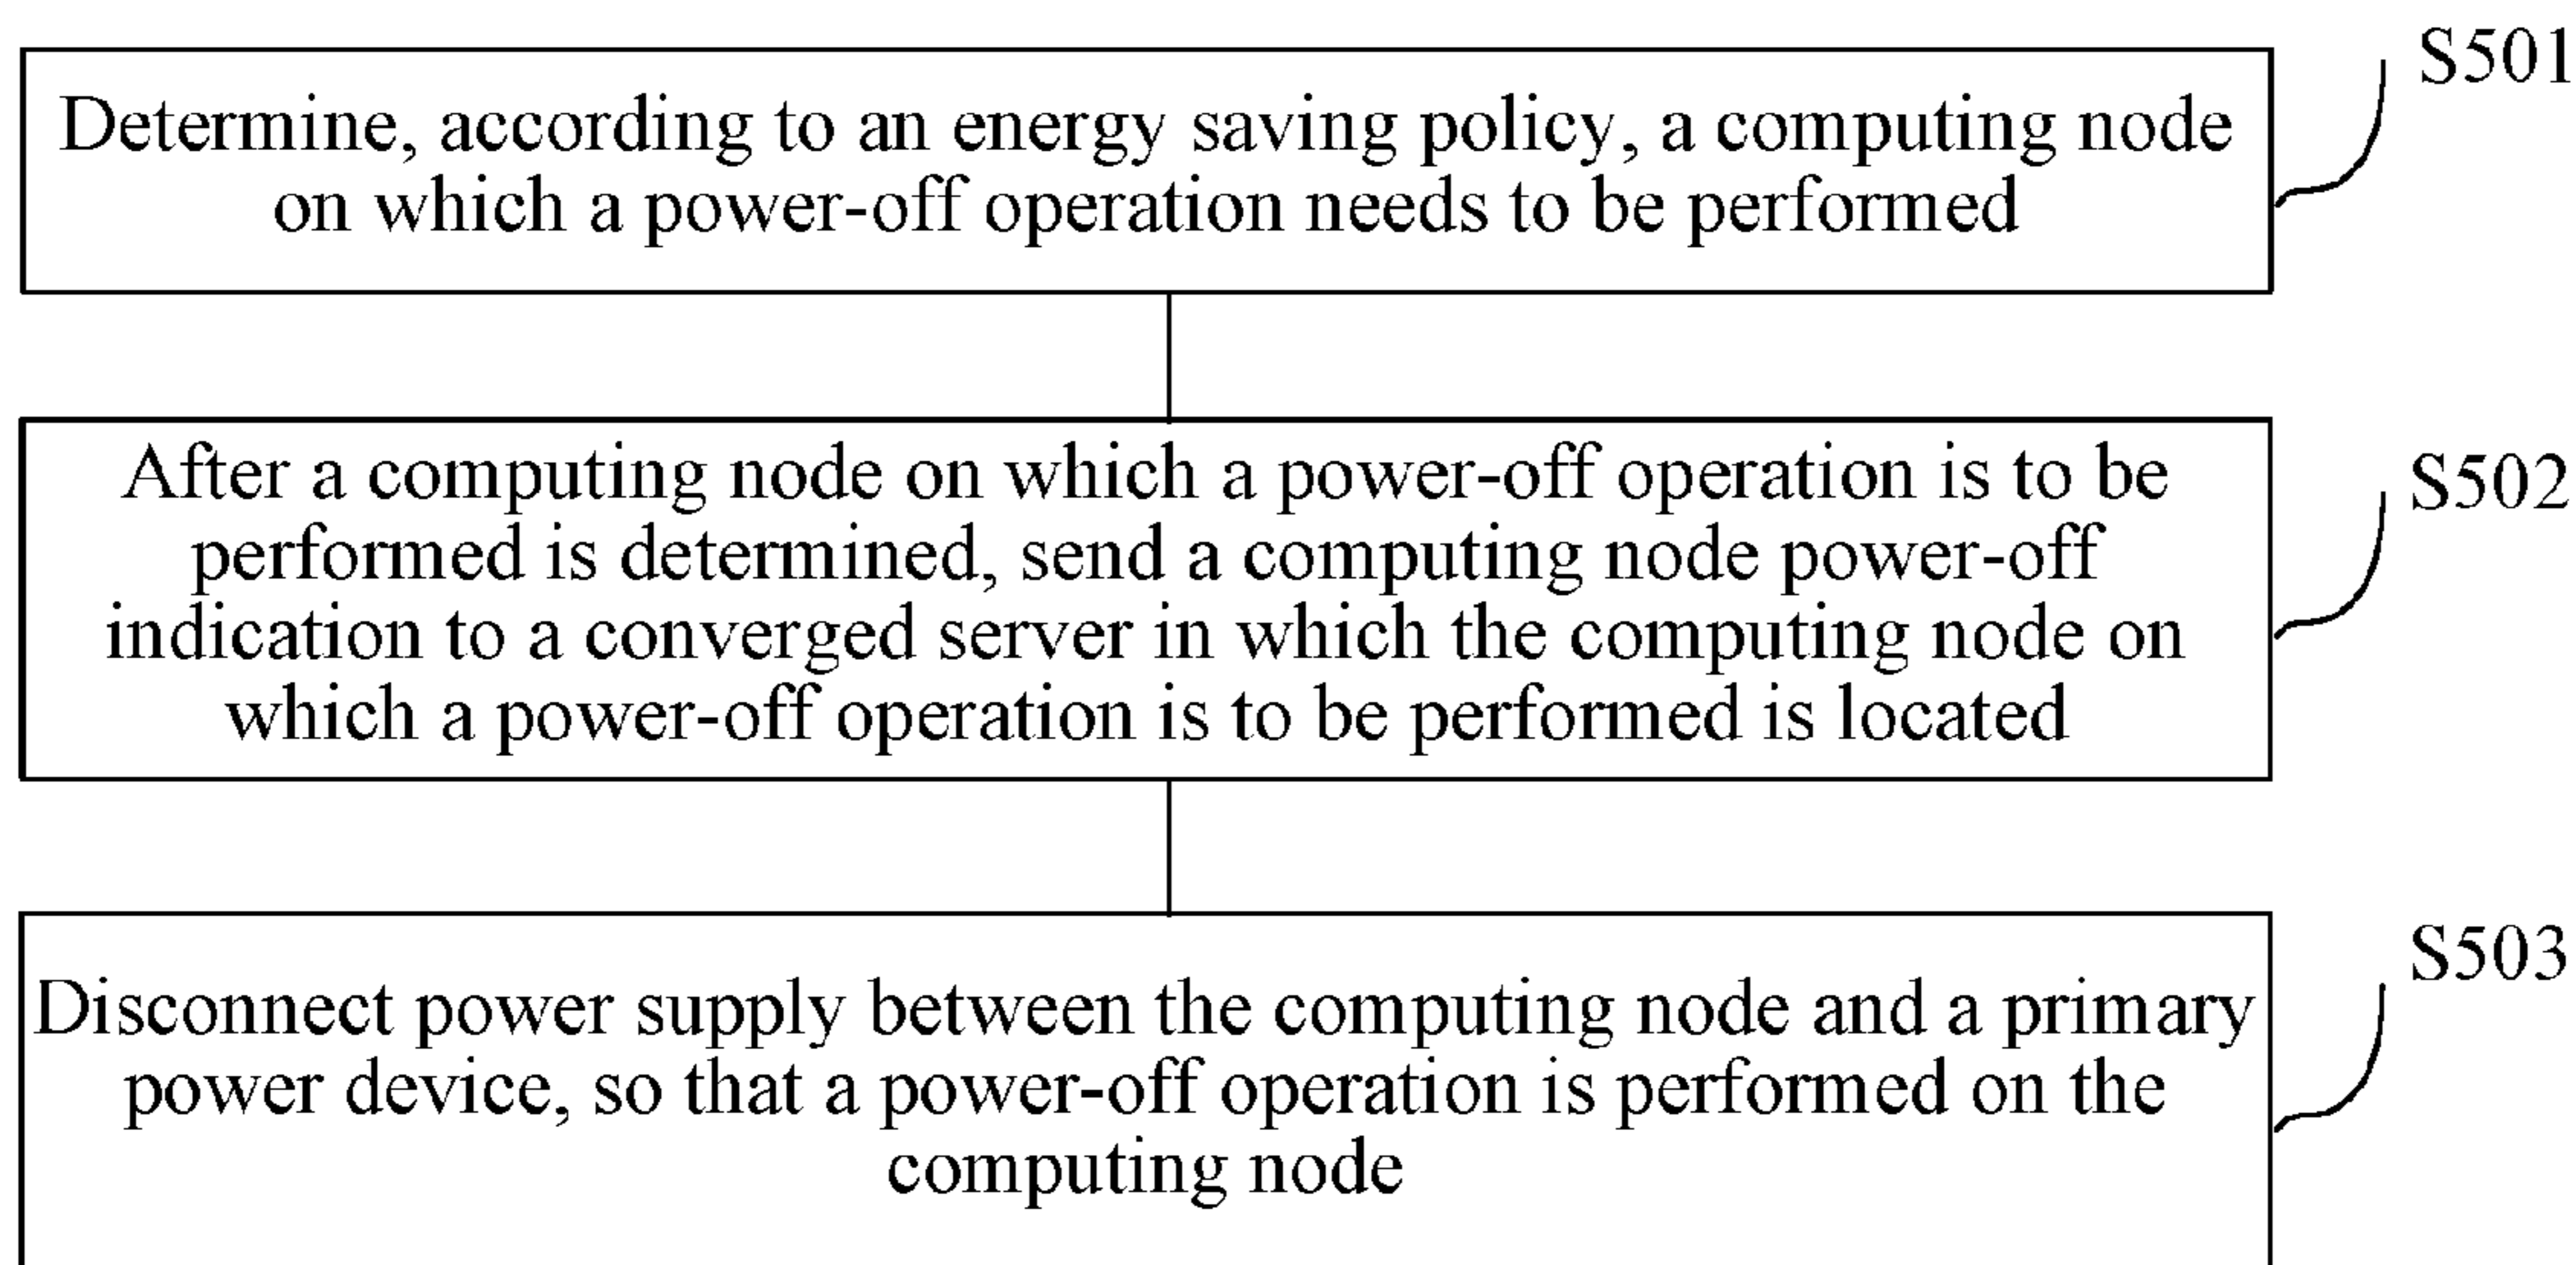 S501
Determine, according to an energy saving policy, a computing node
on which a power-off operation needs to be performed
S502
After a computing node on which a power-off operation is to be
performed is determined, send a computing node power-off
indication to a converged server in which the computing node on
which a power-off operation is to be performed is located
S503
Disconnect power supply between the computing node and a primary
power device, so that a power-off operation is performed on the
computing node